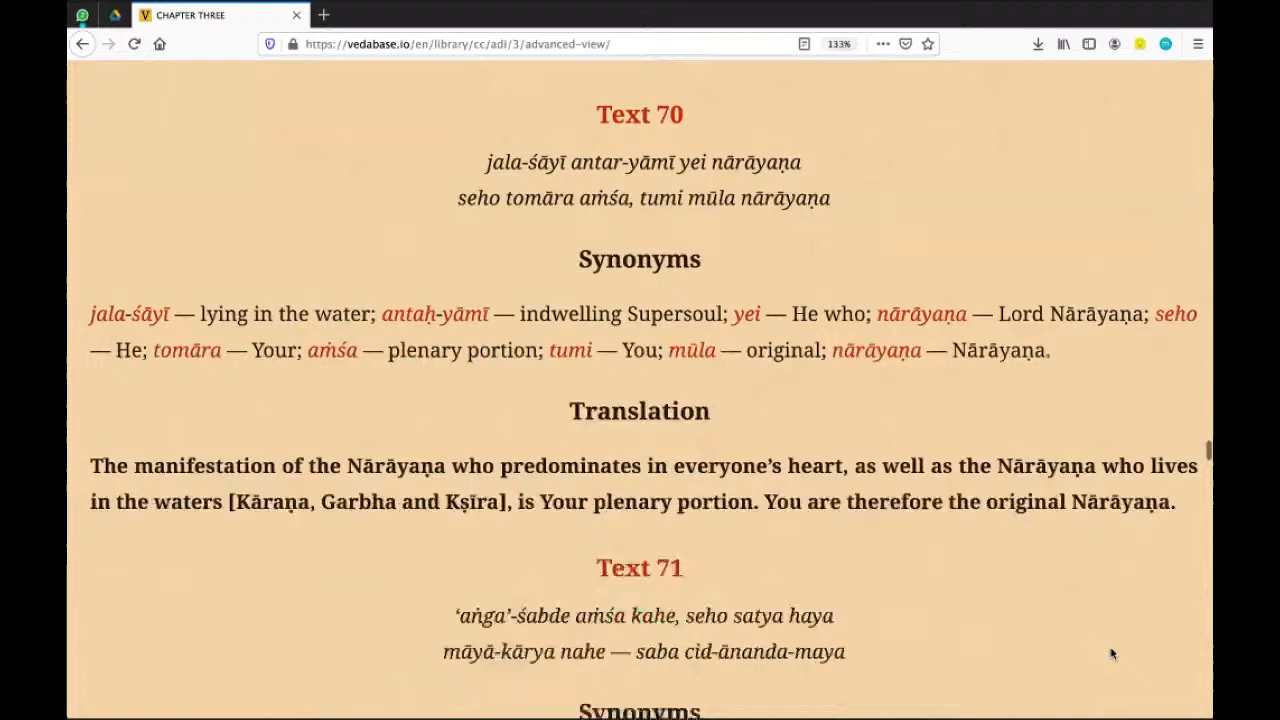 CHAPTER THREE
https://vedabase.io/en/library/cc/adi/3/advanced-view/
133%
Text 70
jala-śāyī antar-yāmī yei nārāyaṇa
seho tomāra aṁśa, tumi mūla nārāyaṇa
Synonyms
jala-śāyī — lying in the water; antaḥ-yāmī — indwelling Supersoul; yei — He who; nārāyaṇa — Lord Nārāyaṇa; seho
— He; tomāra — Your; aṁśa — plenary portion; tumi — You; mūla — original; nārāyaṇa — Nārāyaṇa.
Translation
The manifestation of the Nārāyaṇa who predominates in everyone’s heart, as well as the Nārāyaṇa who lives
in the waters [Kāraṇa, Garbha and Kṣīra], is Your plenary portion. You are therefore the original Nārāyaṇa.
Text 71
‘aṅga’-śabde aṁśa kahe, seho satya haya
māyā-kārya nahe — saba cid-ānanda-maya
Synonyms